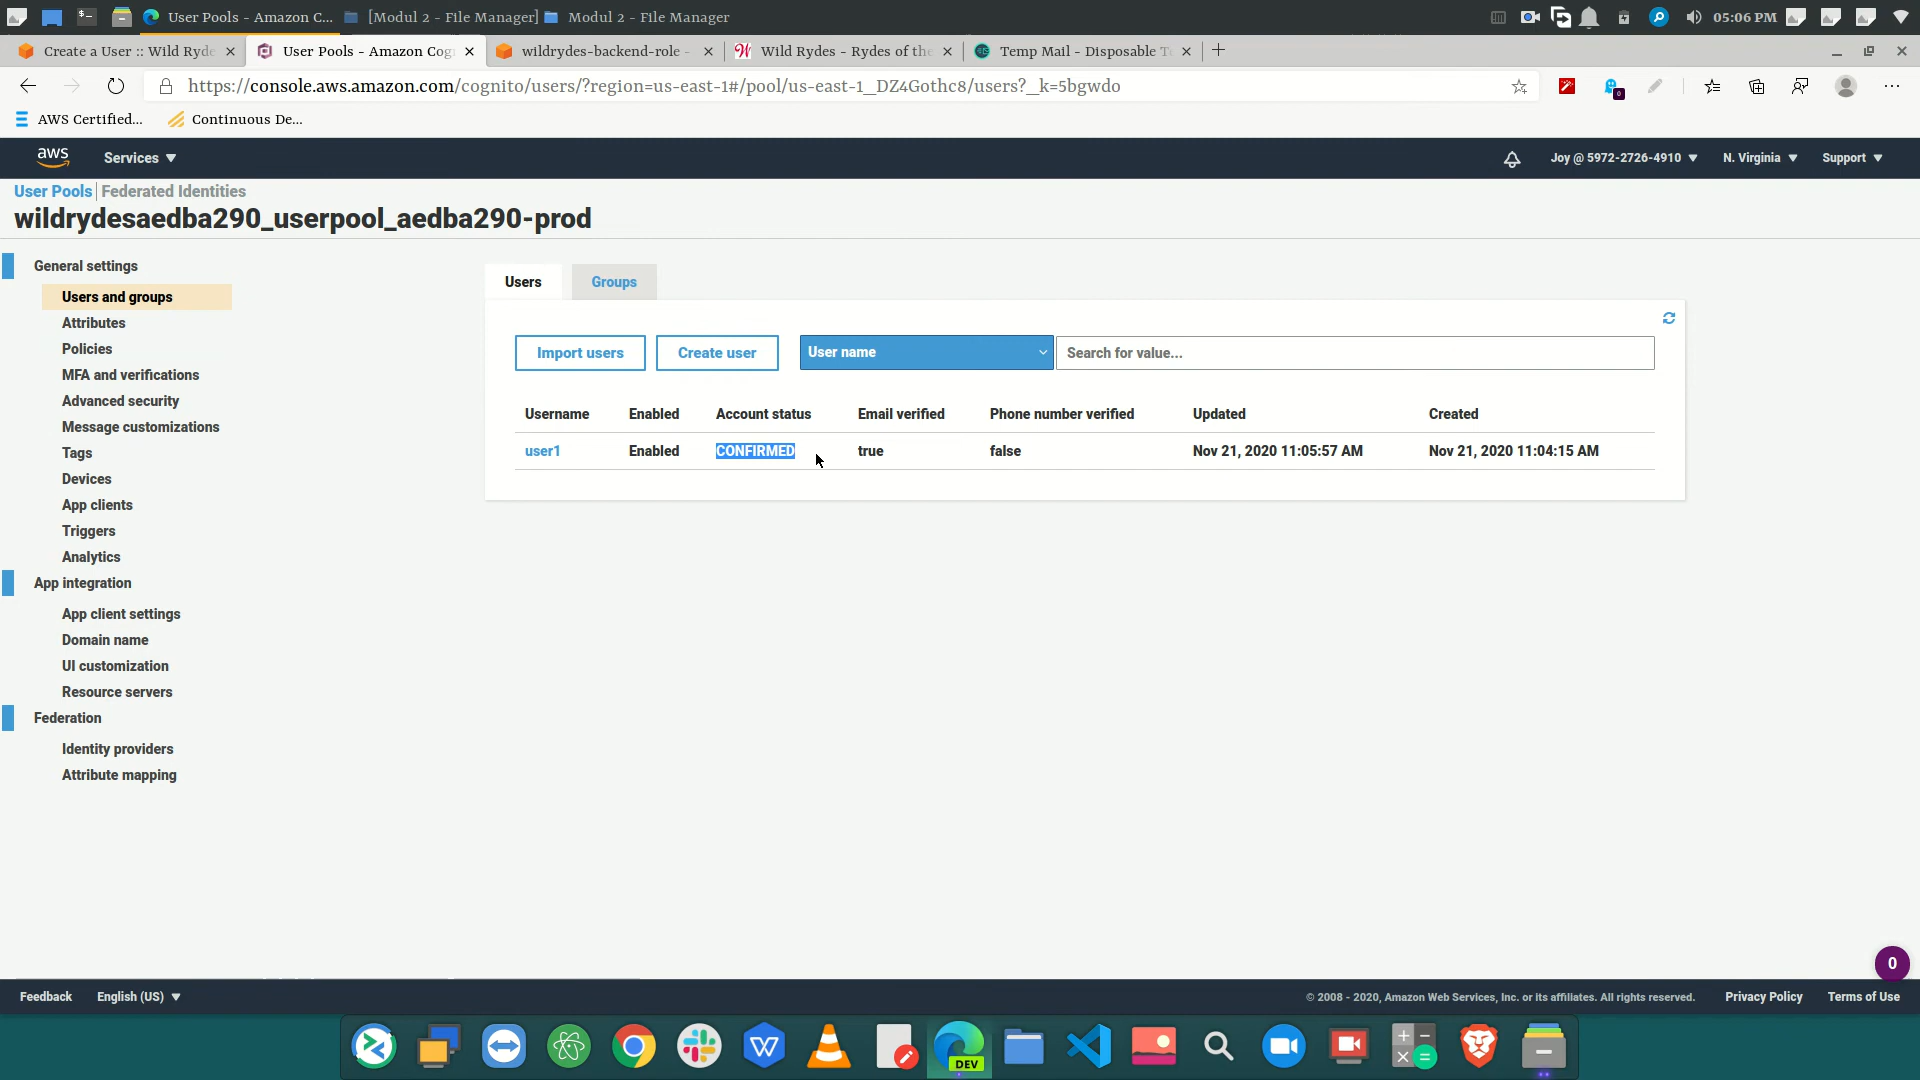 User Pools - Amazon C... [Modul 2 - File Manager] Modul 2 - File Manager 05:06 PM
Create a User :: Wild Ryde User Pools - Amazon Cog wildrydes-backend-role - Wild Rydes - Rydes of the Temp Mail - Disposable T
https://console.aws.amazon.com/cognito/users/?region=us-east-1#/pool/us-east-1_DZ4Gothc8/users?_k=5bgwdo
AWS Certified... Continuous De...
aws Services Joy @ 5972-2726-4910 N. Virginia Support
User Pools Federated Identities
wildrydesaedba290_userpool_aedba290-prod
General settings
Users and groups
Attributes
Policies
MFA and verifications
Advanced security
Message customizations
Tags
Devices
App clients
Triggers
Analytics
App integration
App client settings
Domain name
UI customization
Resource servers
Federation
Identity providers
Attribute mapping
Users Groups
Import users Create user User name Search for value...
Username Enabled Account status Email verified Phone number verified Updated Created
user1 Enabled CONFIRMED true false Nov 21, 2020 11:05:57 AM Nov 21, 2020 11:04:15 AM
0
Feedback English (US) © 2008 - 2020, Amazon Web Services, Inc. or its affiliates. All rights reserved. Privacy Policy Terms of Use
DEV